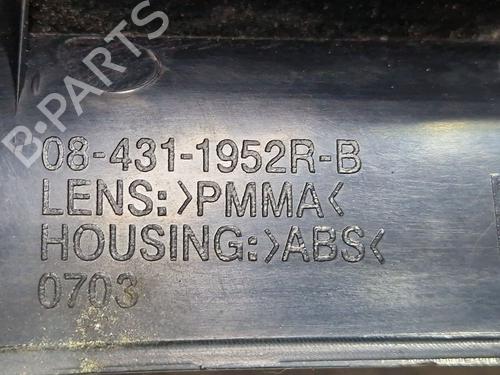 B-PARTS
08-431-1952R-B
LENS:>PMMA<
HOUSING:>ABS<
0703